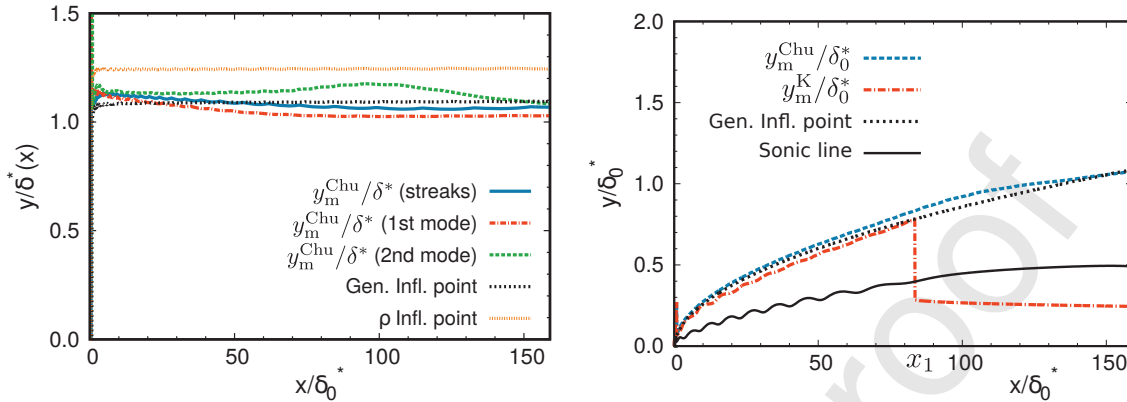 1.5
1.0
0.5
0.0
y/δ*(x)
y_m^Chu/δ* (streaks)
y_m^Chu/δ* (1st mode)
y_m^Chu/δ* (2nd mode)
Gen. Infl. point
ρ Infl. point
0
50
100
150
x/δ₀*
2.0
1.5
1.0
0.5
0.0
y/δ₀*
y_m^Chu/δ₀*
y_m^K/δ₀*
Gen. Infl. point
Sonic line
0
50
x₁
100
150
x/δ₀*
roof